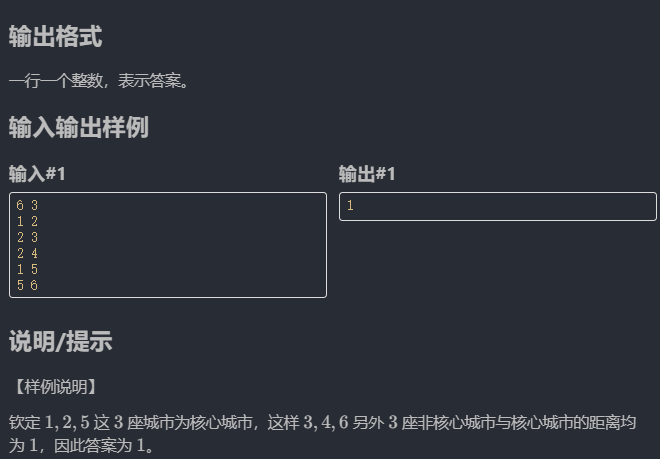 输出格式
一行一个整数，表示答案。
输入输出样例
输入#1
6 3
1 2
2 3
2 4
1 5
5 6
输出#1
1
说明/提示
【样例说明】
钦定 1, 2, 5 这 3 座城市为核心城市，这样 3, 4, 6 另外 3 座非核心城市与核心城市的距离均
为 1，因此答案为 1。